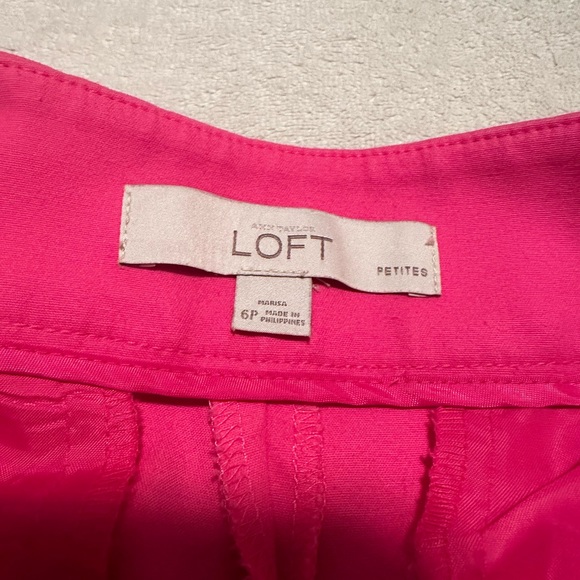 ANN TAYLOR
LOFT
PETITES
MARISA
6P MADE IN
PHILIPPINES